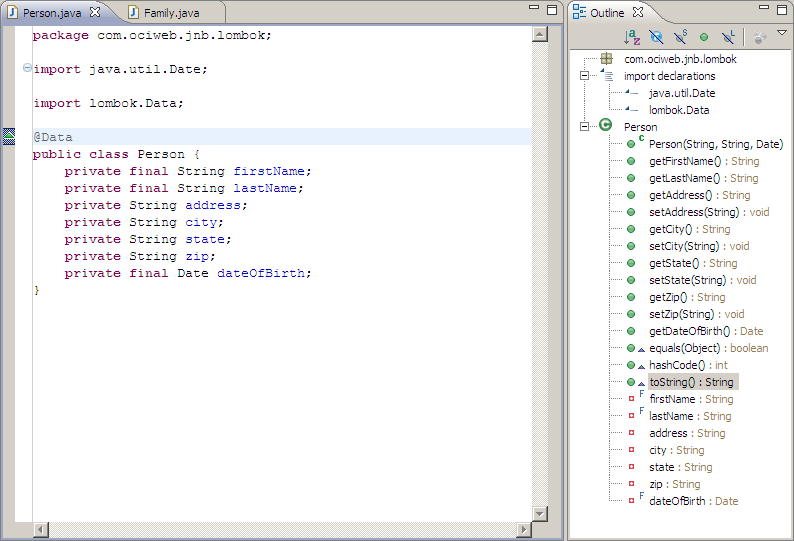 Person.java
Family.java
package com.ociweb.jnb.lombok;
import java.util.Date;
import lombok.Data;
@Data
public class Person {
    private final String firstName;
    private final String lastName;
    private String address;
    private String city;
    private String state;
    private String zip;
    private final Date dateOfBirth;
}
Outline
com.ociweb.jnb.lombok
import declarations
java.util.Date
lombok.Data
Person
Person(String, String, Date)
getFirstName() : String
getLastName() : String
getAddress() : String
setAddress(String) : void
getCity() : String
setCity(String) : void
getState() : String
setState(String) : void
getZip() : String
setZip(String) : void
getDateOfBirth() : Date
equals(Object) : boolean
hashCode() : int
toString() : String
firstName : String
lastName : String
address : String
city : String
state : String
zip : String
dateOfBirth : Date